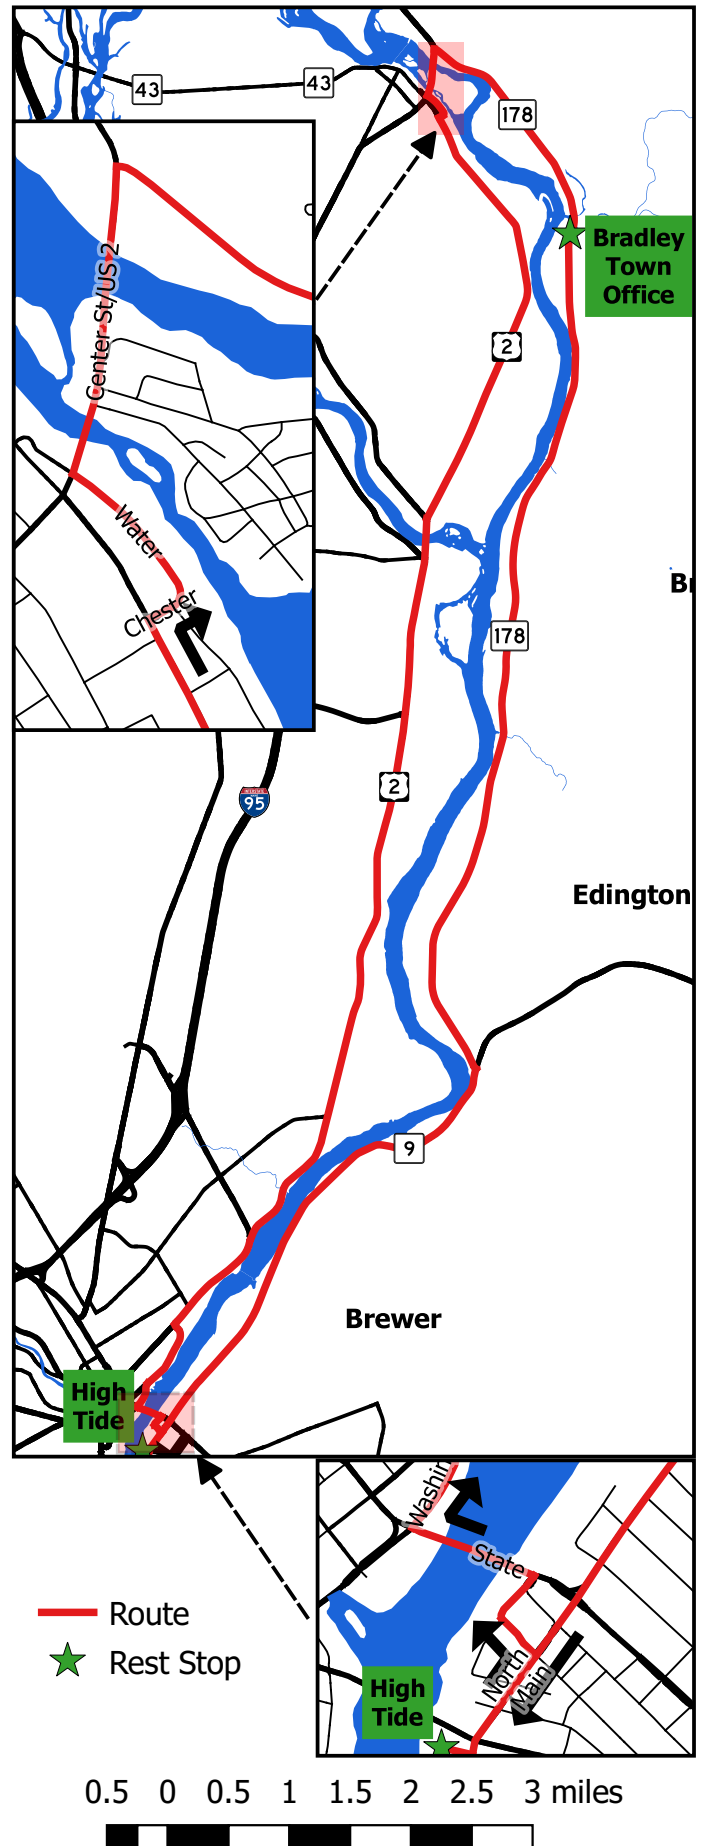 43
43
178
Bradley
Town
Office
Center St/US 2
2
Water
Chester
Br
178
2
INTERSTATE
95
Edington
9
Brewer
High
Tide
Washin
State
North
Main
High
Tide
Route
Rest Stop
0.5 0 0.5 1 1.5 2 2.5 3 miles